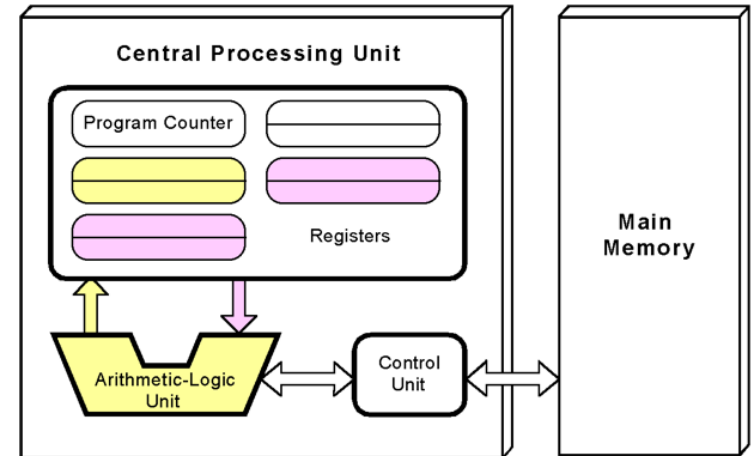 Central Processing Unit
Program Counter
Registers
Main
Memory
Arithmetic-Logic
Unit
Control
Unit